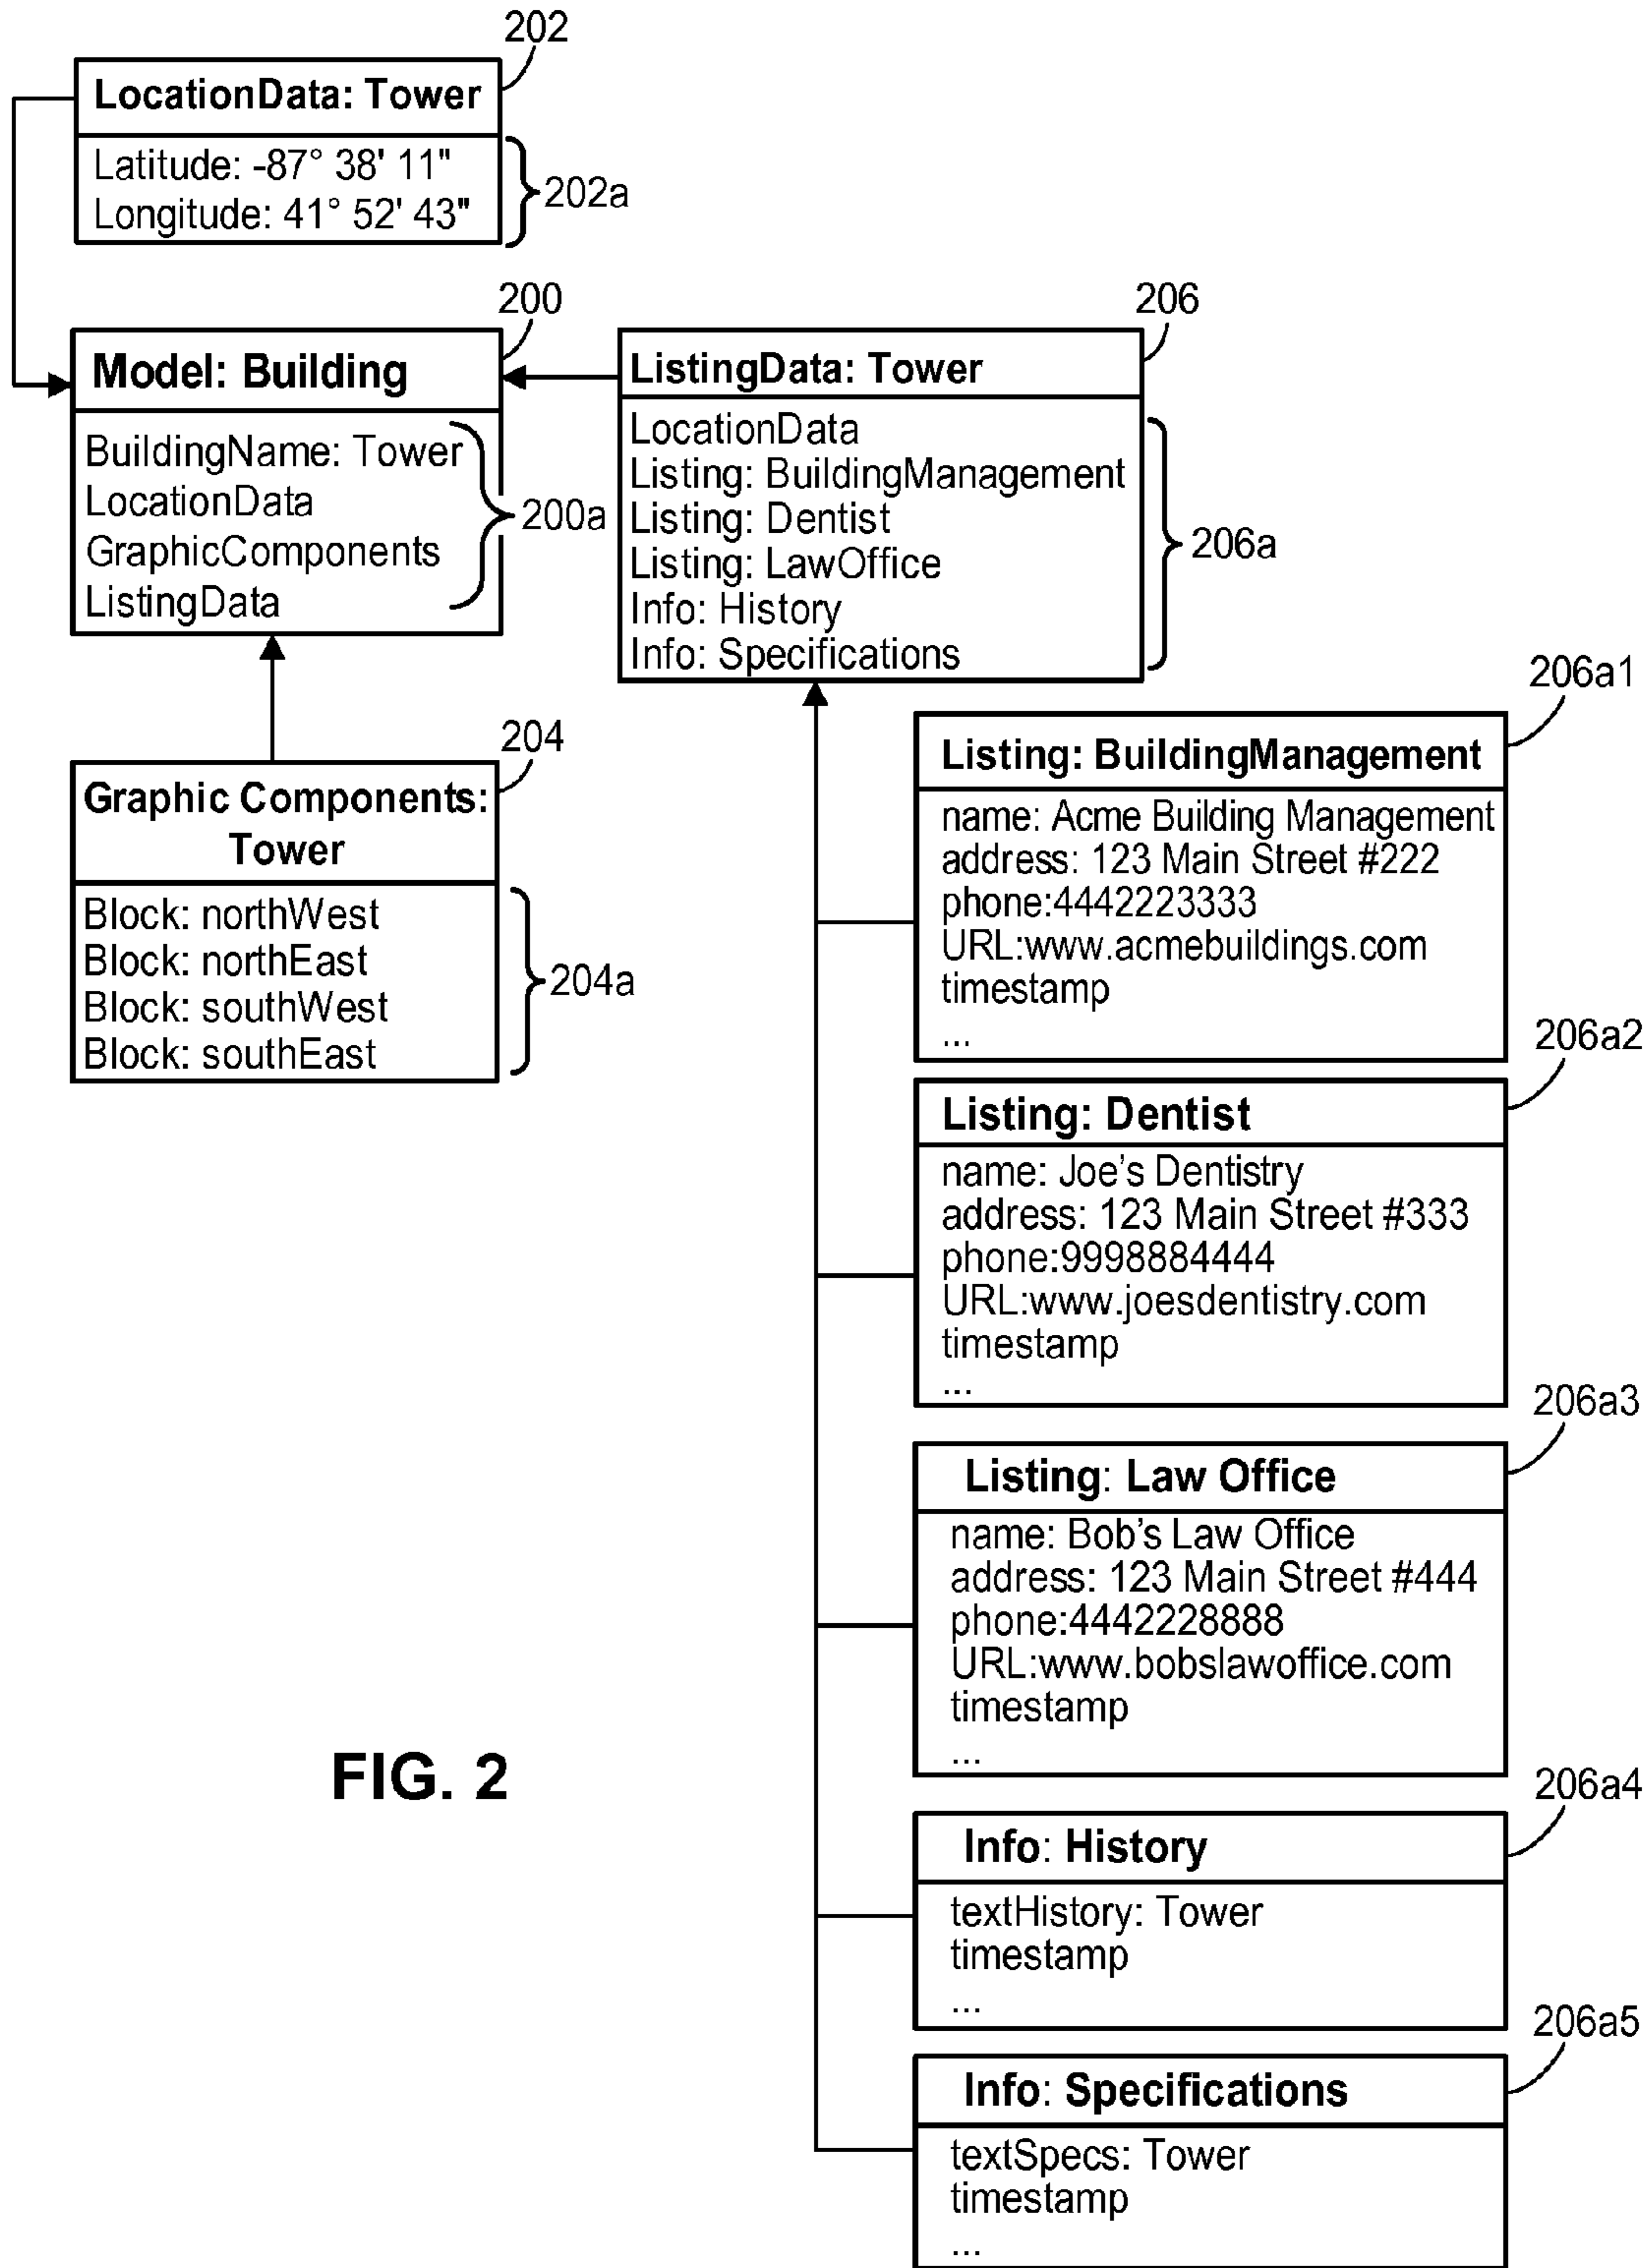 202
LocationData: Tower
Latitude: -87° 38' 11"
Longitude: 41° 52' 43"
202a
200
Model: Building
BuildingName: Tower
LocationData
GraphicComponents
ListingData
200a
206
ListingData: Tower
LocationData
Listing: BuildingManagement
Listing: Dentist
Listing: LawOffice
Info: History
Info: Specifications
206a
204
Graphic Components:
Tower
Block: northWest
Block: northEast
Block: southWest
Block: southEast
204a
206a1
Listing: BuildingManagement
name: Acme Building Management
address: 123 Main Street #222
phone:4442223333
URL:www.acmebuildings.com
timestamp
...
206a2
Listing: Dentist
name: Joe's Dentistry
address: 123 Main Street #333
phone:9998884444
URL:www.joesdentistry.com
timestamp
...
206a3
Listing: Law Office
name: Bob's Law Office
address: 123 Main Street #444
phone:4442228888
URL:www.bobslawoffice.com
timestamp
...
206a4
Info: History
textHistory: Tower
timestamp
...
206a5
Info: Specifications
textSpecs: Tower
timestamp
...
FIG. 2